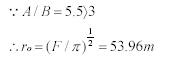 ∵ A/B = 5.5⟩3
∴ r₀ = (F/π)^{1/2} = 53.96m